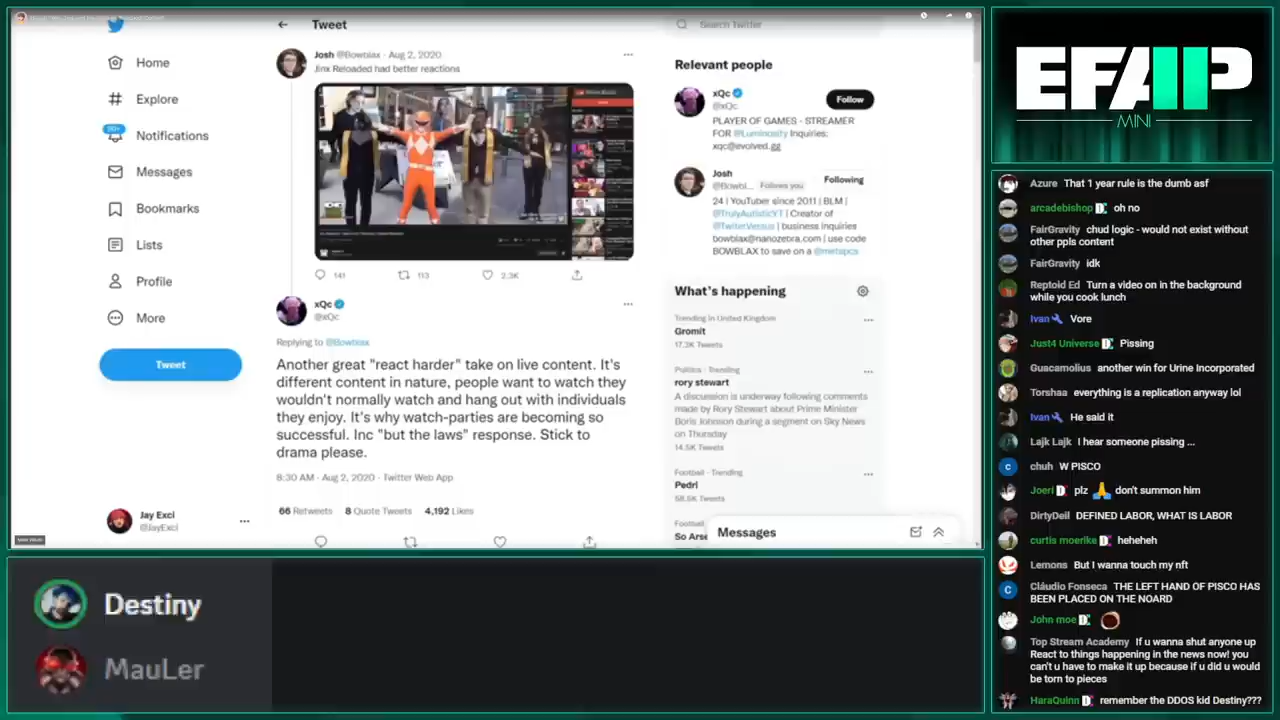 Tweet
Search Twitter
Home
Explore
20+
Notifications
Messages
Bookmarks
Lists
Profile
More
Tweet
Jay Exci
@JayExci
Josh @Bowblax · Aug 2, 2020
Jinx Reloaded had better reactions
141
113
2.3K
xQc
@xQc
Replying to @Bowblax
Another great "react harder" take on live content. It's
different content in nature, people want to watch they
wouldn't normally watch and hang out with individuals
they enjoy. It's why watch-parties are becoming so
successful. Inc "but the laws" response. Stick to
drama please.
8:30 AM · Aug 2, 2020 · Twitter Web App
66 Retweets 8 Quote Tweets 4,192 Likes
Relevant people
xQc
@xQc
Follow
PLAYER OF GAMES - STREAMER
FOR @Luminosity Inquiries:
xqc@evolved.gg
Josh
@Bowbl... Follows you
Following
24 | YouTuber since 2011 | BLM |
@TrulyAutisticYT | Creator of
@TwiterVersus | business inquiries
bowblax@nanozebra.com | use code
BOWBLAX to save on a @metapcs
What's happening
Trending in United Kingdom
Gromit
17.3K Tweets
Politics · Trending
rory stewart
A discussion is underway following comments
made by Rory Stewart about Prime Minister
Boris Johnson during a segment on Sky News
on Thursday
14.5K Tweets
Football · Trending
Pedri
58.5K Tweets
Football
So Arse
Messages
EFAP
MINI
Azure That 1 year rule is the dumb asf
arcadebishop oh no
FairGravity chud logic - would not exist without
other ppls content
FairGravity idk
Reptoid Ed Turn a video on in the background
while you cook lunch
Ivan Vore
Just4 Universe Pissing
Guacamolius another win for Urine Incorporated
Torshaa everything is a replication anyway lol
Ivan He said it
Lajk Lajk I hear someone pissing ...
chuh W PISCO
Joeri plz 🙏 don't summon him
DirtyDeil DEFINED LABOR, WHAT IS LABOR
curtis moerike heheheh
Lemons But I wanna touch my nft
Cláudio Fonseca THE LEFT HAND OF PISCO HAS
BEEN PLACED ON THE NOARD
John moe
Top Stream Academy If u wanna shut anyone up
React to things happening in the news now! you
can't u have to make it up because if u did u would
be torn to pieces
HaraQuinn remember the DDOS kid Destiny???
Destiny
MauLer